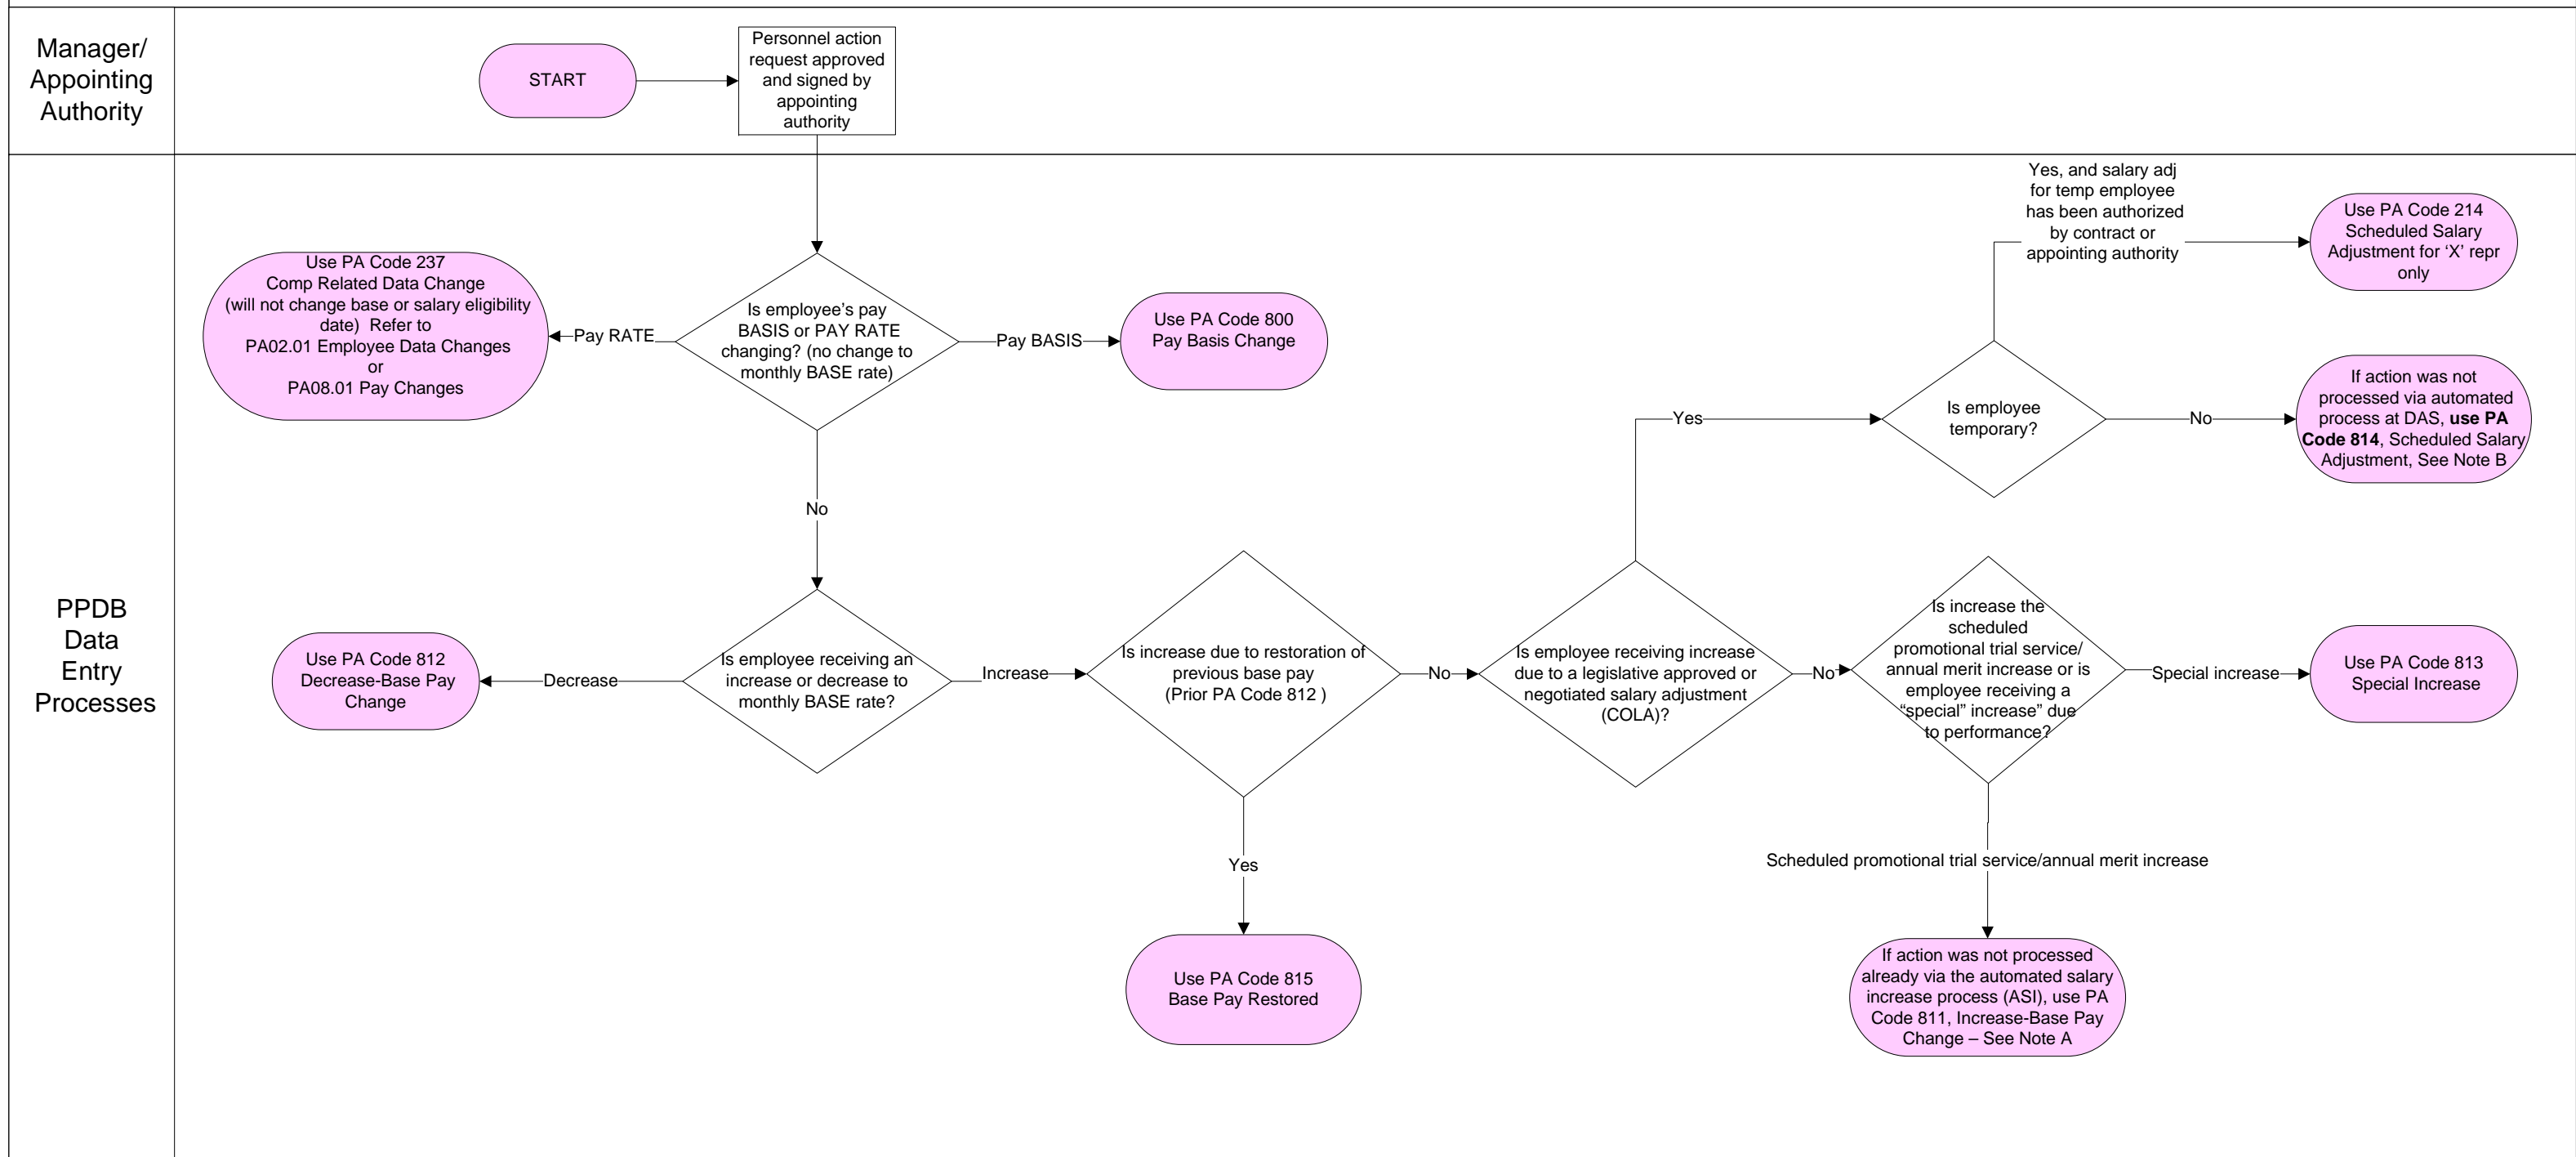 Manager/
Appointing
Authority
START
Personnel action
request approved
and signed by
appointing
authority
Yes, and salary adj
for temp employee
has been authorized
by contract or
appointing authority
Use PA Code 214
Scheduled Salary
Adjustment for ‘X’ repr
only
Use PA Code 237
Comp Related Data Change
(will not change base or salary eligibility
date)  Refer to
PA02.01 Employee Data Changes
or
PA08.01 Pay Changes
Pay RATE
Is employee’s pay
BASIS or PAY RATE
changing? (no change to
monthly BASE rate)
Pay BASIS
Use PA Code 800
Pay Basis Change
Yes
Is employee
temporary?
No
If action was not
processed via automated
process at DAS, use PA
Code 814, Scheduled Salary
Adjustment, See Note B
No
PPDB
Data
Entry
Processes
Use PA Code 812
Decrease-Base Pay
Change
Decrease
Is employee receiving an
increase or decrease to
monthly BASE rate?
Increase
Is increase due to restoration of
previous base pay
(Prior PA Code 812 )
No
Is employee receiving increase
due to a legislative approved or
negotiated salary adjustment
(COLA)?
No
Is increase the
scheduled
promotional trial service/
annual merit increase or is
employee receiving a
“special” increase” due
to performance?
Special increase
Use PA Code 813
Special Increase
Yes
Scheduled promotional trial service/annual merit increase
Use PA Code 815
Base Pay Restored
If action was not processed
already via the automated salary
increase process (ASI), use PA
Code 811, Increase-Base Pay
Change – See Note A